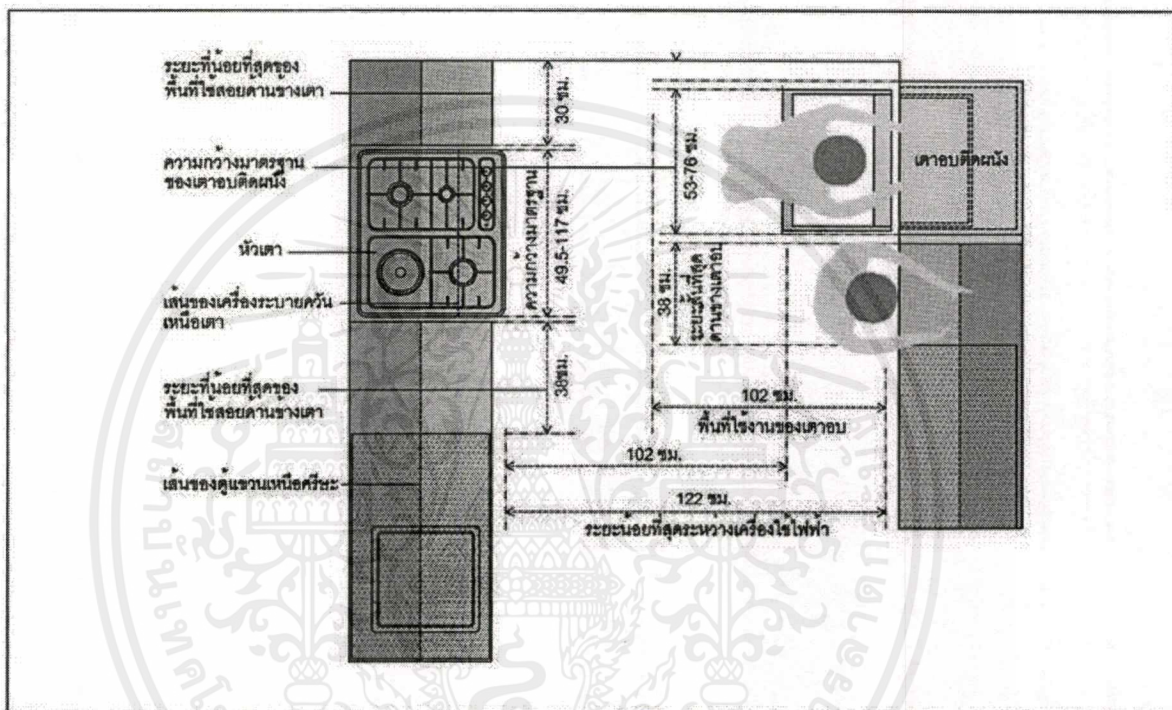 ระยะที่น้อยที่สุดของ
พื้นที่ใช้สอยด้านข้างเตา
ความกว้างมาตรฐาน
ของเตาอบติดผนัง
หัวเตา
เส้นของเครื่องระบายควัน
เหนือเตา
ระยะที่น้อยที่สุดของ
พื้นที่ใช้สอยด้านข้างเตา
เส้นของตู้แขวนเหนือศรีษะ
30 ซม.
ความกว้างมาตรฐาน
49.5-117 ซม.
38ซม.
53-76 ซม.
เตาอบติดผนัง
38 ซม.
ระยะสั้นที่สุด
ด้านข้างเตาอบ
102 ซม.
พื้นที่ใช้งานของเตาอบ
102 ซม.
122 ซม.
ระยะน้อยที่สุดระหว่างเครื่องใช้ไฟฟ้า